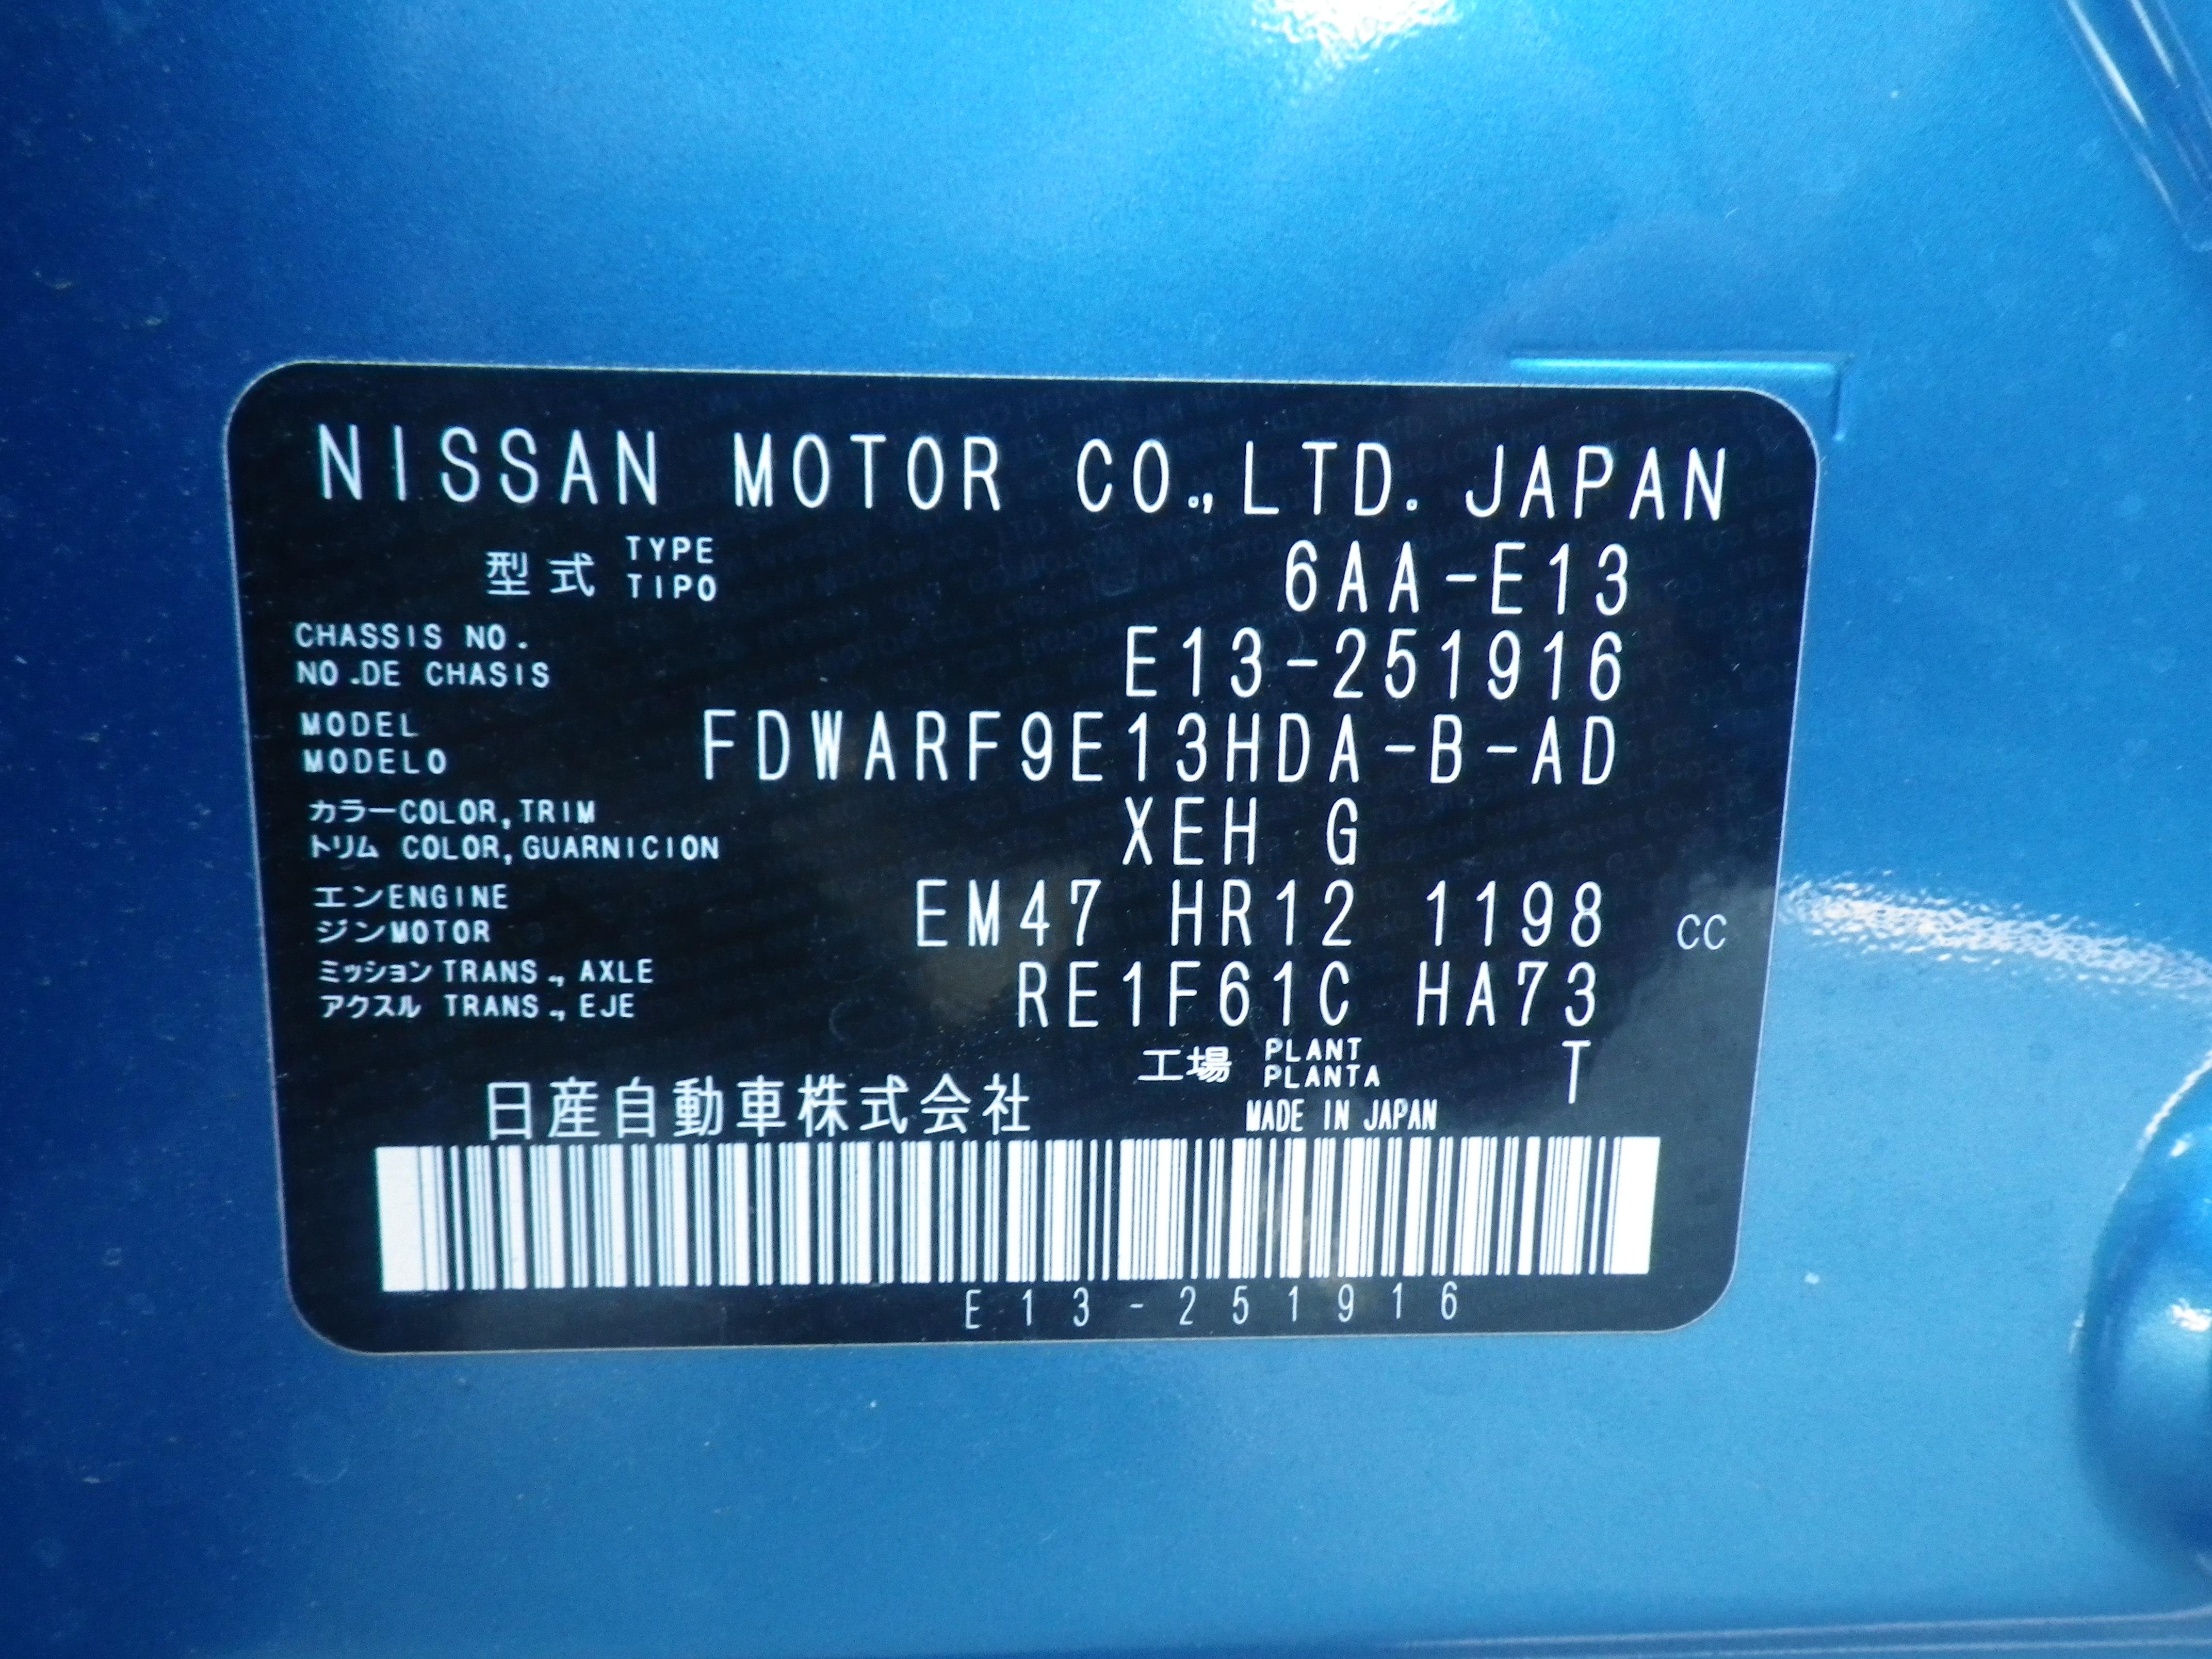 NISSAN MOTOR CO.,LTD. JAPAN
型式 TYPE TIPO 6AA-E13
CHASSIS NO.
NO.DE CHASIS E13-251916
MODEL
MODELO FDWARF9E13HDA-B-AD
カラーCOLOR,TRIM
トリム COLOR,GUARNICION XEH G
エンENGINE
ジンMOTOR EM47 HR12 1198 CC
ミッション TRANS., AXLE
アクスル TRANS., EJE RE1F61C HA73
工場 PLANT PLANTA T
日産自動車株式会社 MADE IN JAPAN
E13-251916